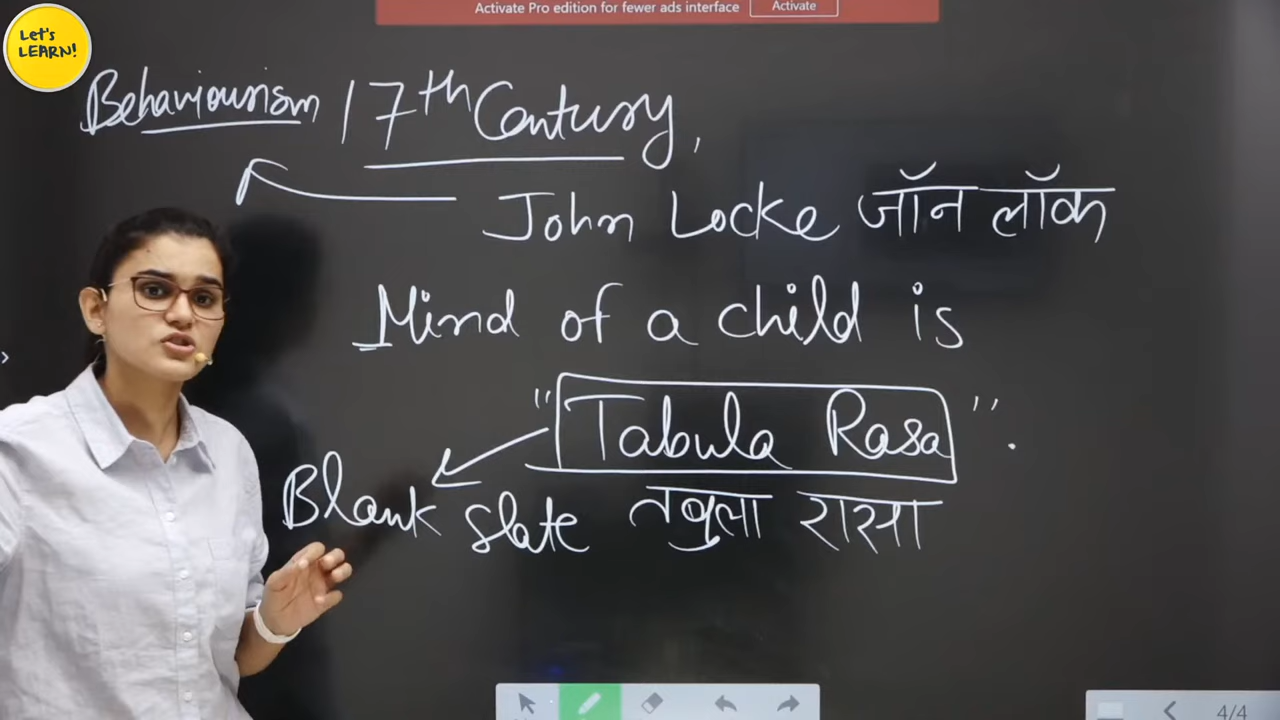 Activate Pro edition for fewer ads interface Activate
Let's
LEARN!
Behaviourism 17th Century,
John Locke जॉन लॉक
Mind of a child is
"Tabula Rasa".
Blank slate तबुला रासा
4/4